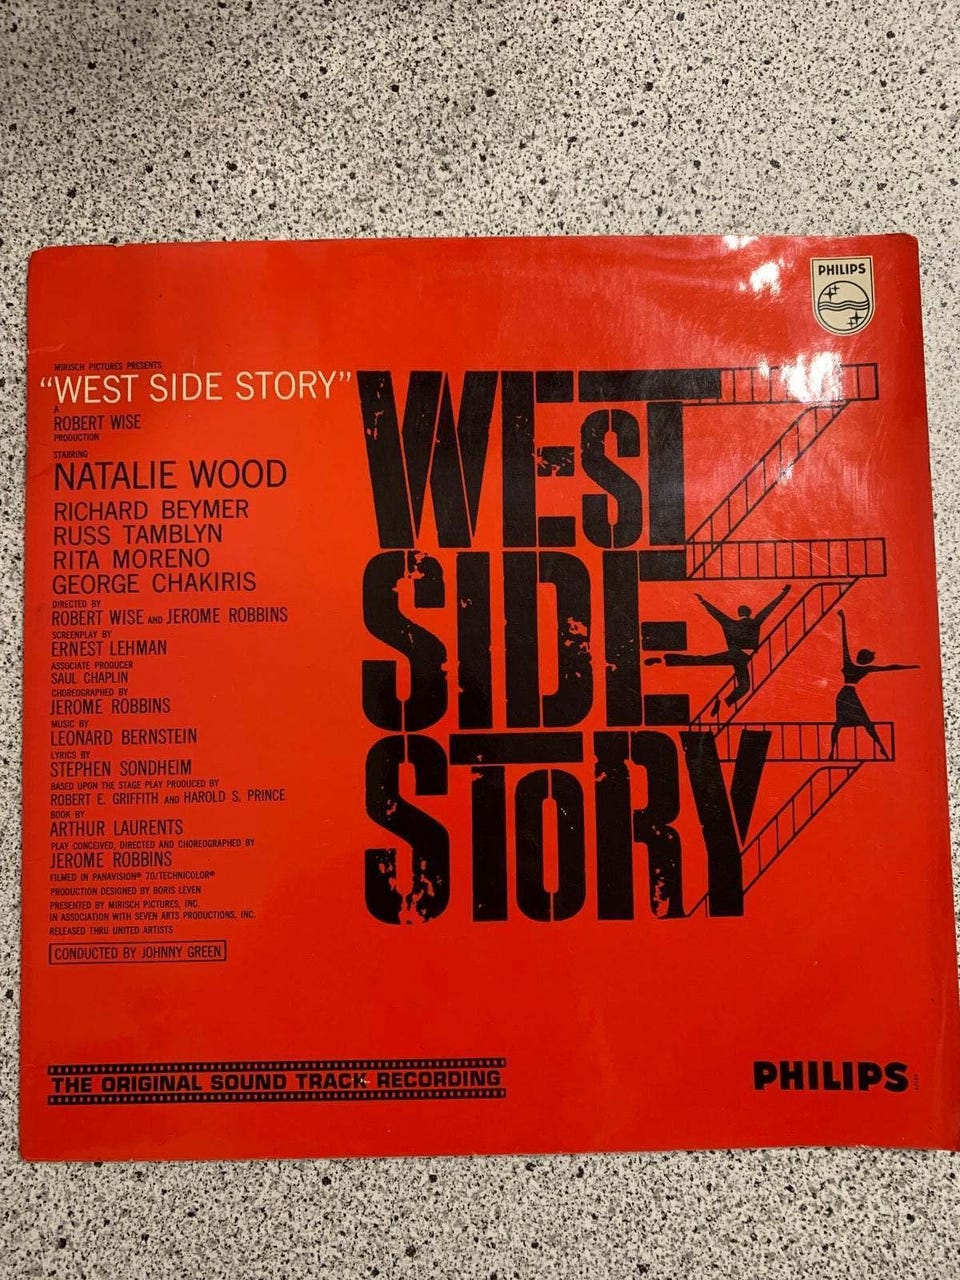 PHILIPS
MIRISCH PICTURES PRESENTS
"WEST SIDE STORY"
A
ROBERT WISE
PRODUCTION
STARRING
NATALIE WOOD
RICHARD BEYMER
RUSS TAMBLYN
RITA MORENO
GEORGE CHAKIRIS
DIRECTED BY
ROBERT WISE AND JEROME ROBBINS
SCREENPLAY BY
ERNEST LEHMAN
ASSOCIATE PRODUCER
SAUL CHAPLIN
CHOREOGRAPHED BY
JEROME ROBBINS
MUSIC BY
LEONARD BERNSTEIN
LYRICS BY
STEPHEN SONDHEIM
BASED UPON THE STAGE PLAY PRODUCED BY
ROBERT E. GRIFFITH AND HAROLD S. PRINCE
BOOK BY
ARTHUR LAURENTS
PLAY CONCEIVED, DIRECTED AND CHOREOGRAPHED BY
JEROME ROBBINS
FILMED IN PANAVISION® 70/TECHNICOLOR®
PRODUCTION DESIGNED BY BORIS LEVEN
PRESENTED BY MIRISCH PICTURES, INC.
IN ASSOCIATION WITH SEVEN ARTS PRODUCTIONS, INC.
RELEASED THRU UNITED ARTISTS
CONDUCTED BY JOHNNY GREEN
WEST
SIDE
STORY
THE ORIGINAL SOUND TRACK RECORDING
PHILIPS